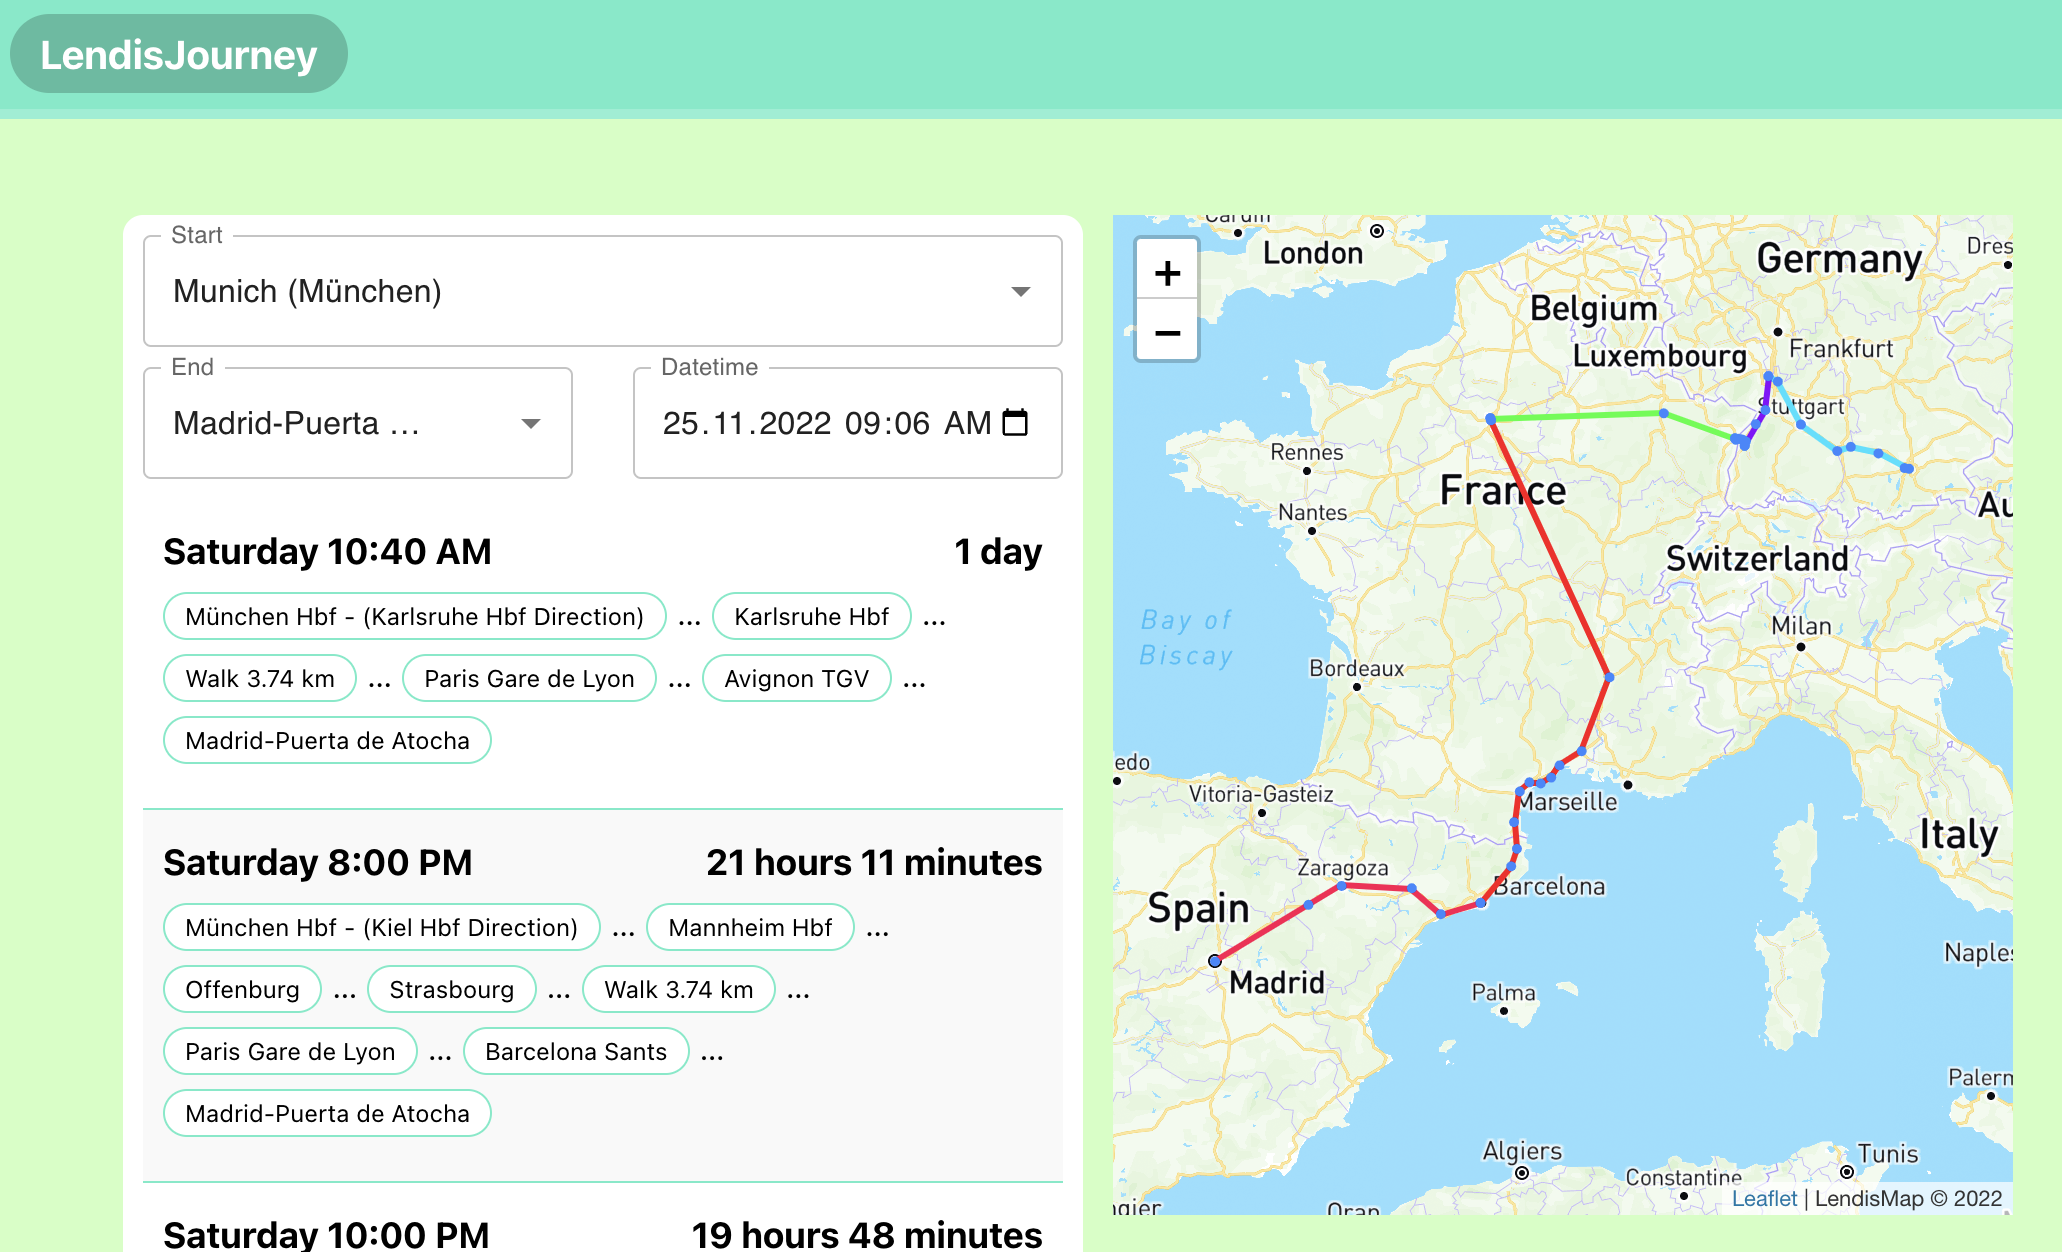 LendisJourney
Start
Munich (München)
End
Madrid-Puerta ...
Datetime
25.11.2022 09:06 AM
Saturday 10:40 AM
1 day
München Hbf - (Karlsruhe Hbf Direction) ... Karlsruhe Hbf ...
Walk 3.74 km ... Paris Gare de Lyon ... Avignon TGV ...
Madrid-Puerta de Atocha
Saturday 8:00 PM
21 hours 11 minutes
München Hbf - (Kiel Hbf Direction) ... Mannheim Hbf ...
Offenburg ... Strasbourg ... Walk 3.74 km ...
Paris Gare de Lyon ... Barcelona Sants ...
Madrid-Puerta de Atocha
Saturday 10:00 PM
19 hours 48 minutes
+
−
London
Germany
Dres
Belgium
Luxembourg
Frankfurt
Stuttgart
Rennes
France
Nantes
Au
Switzerland
Bay of
Biscay
Milan
Bordeaux
edo
Vitoria-Gasteiz
Marseille
Italy
Zaragoza
Barcelona
Spain
Naples
Madrid
Palma
Palerm
Algiers
Tunis
Constantine
Leaflet | LendisMap © 2022